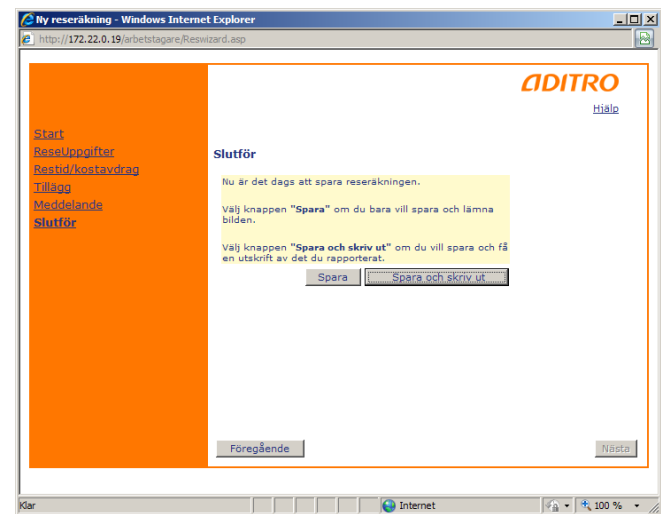 Ny reseräkning - Windows Internet Explorer
http://172.22.0.19/arbetstagare/Reswizard.asp
ADITRO
Hjälp
Start
ReseUppgifter
Restid/kostavdrag
Tillägg
Meddelande
Slutför
Slutför
Nu är det dags att spara reseräkningen.
Välj knappen "Spara" om du bara vill spara och lämna
bilden.
Välj knappen "Spara och skriv ut" om du vill spara och få
en utskrift av det du rapporterat.
Spara
Spara och skriv ut
Föregående
Nästa
Klar
Internet
100 %